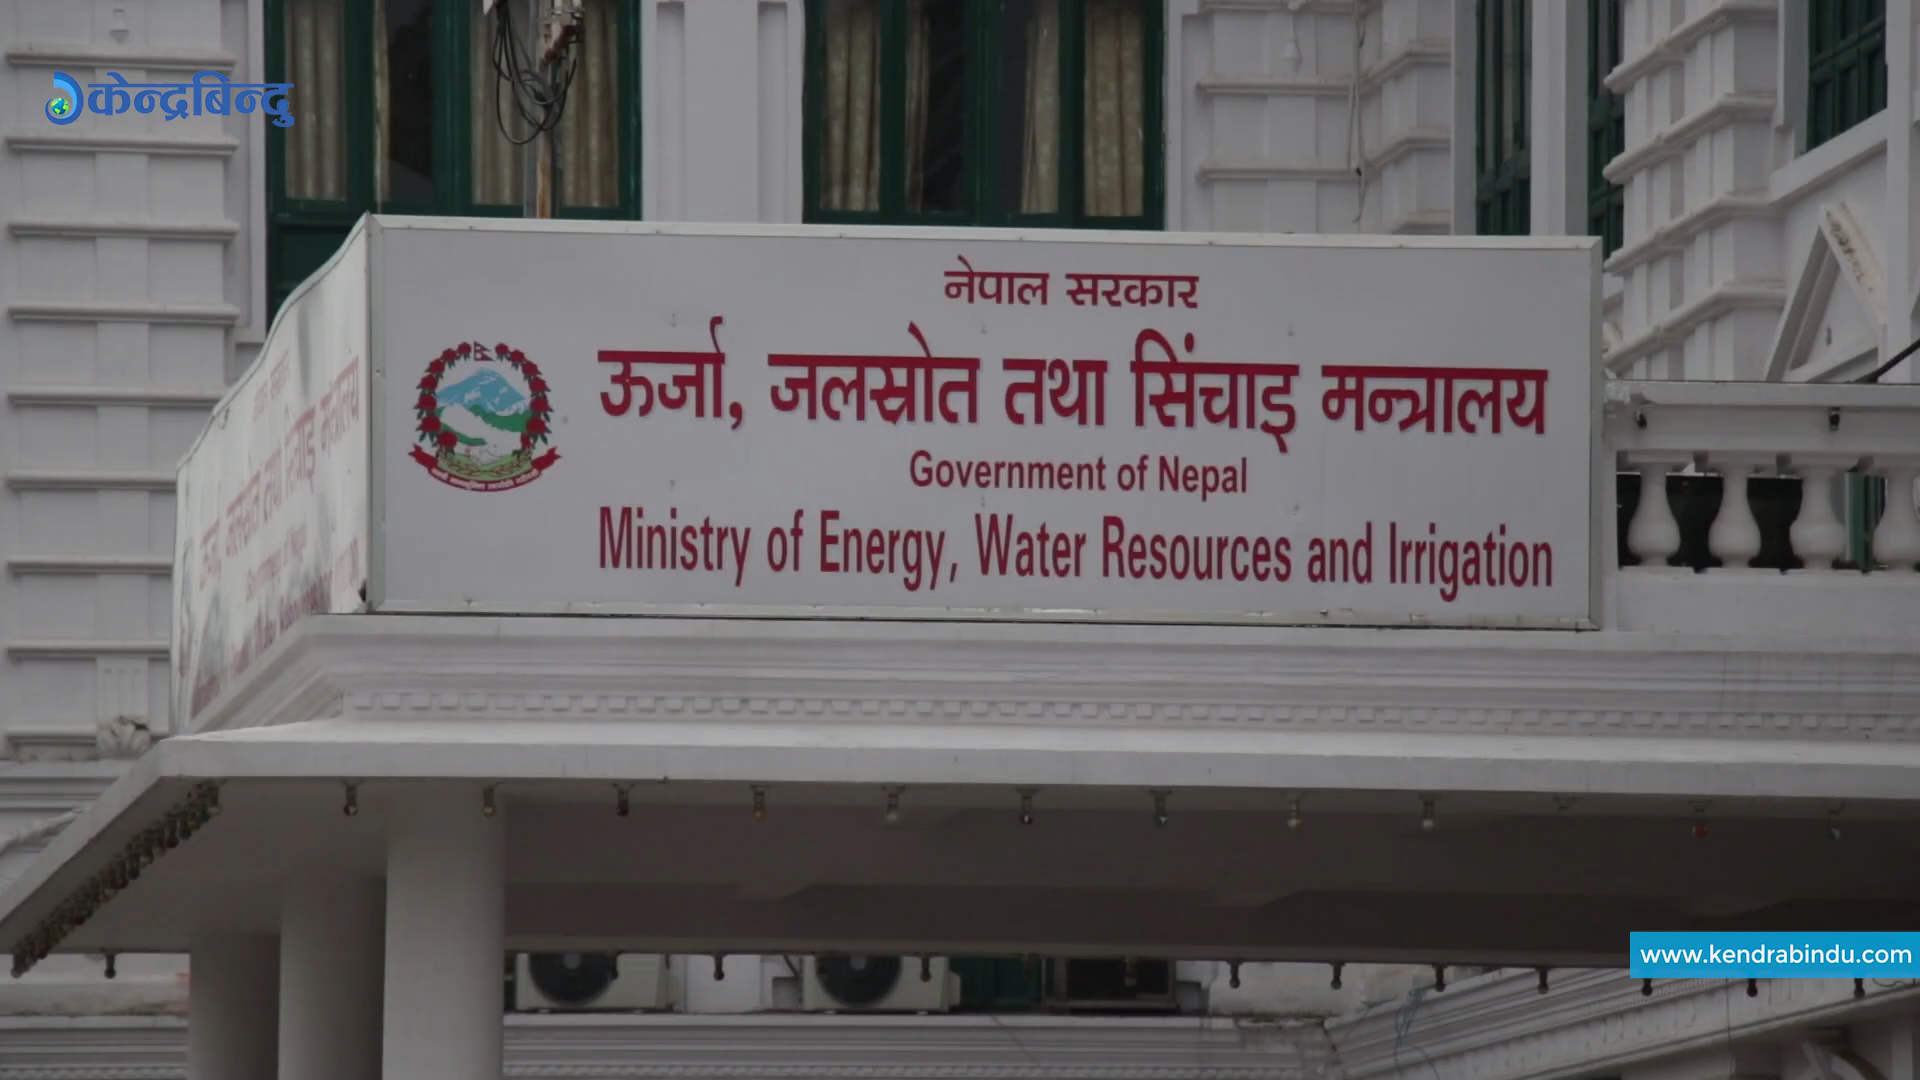 केन्द्रबिन्दु
नेपाल सरकार
ऊर्जा, जलस्रोत तथा सिंचाइ मन्त्रालय
Government of Nepal
Ministry of Energy, Water Resources and Irrigation
www.kendrabindu.com